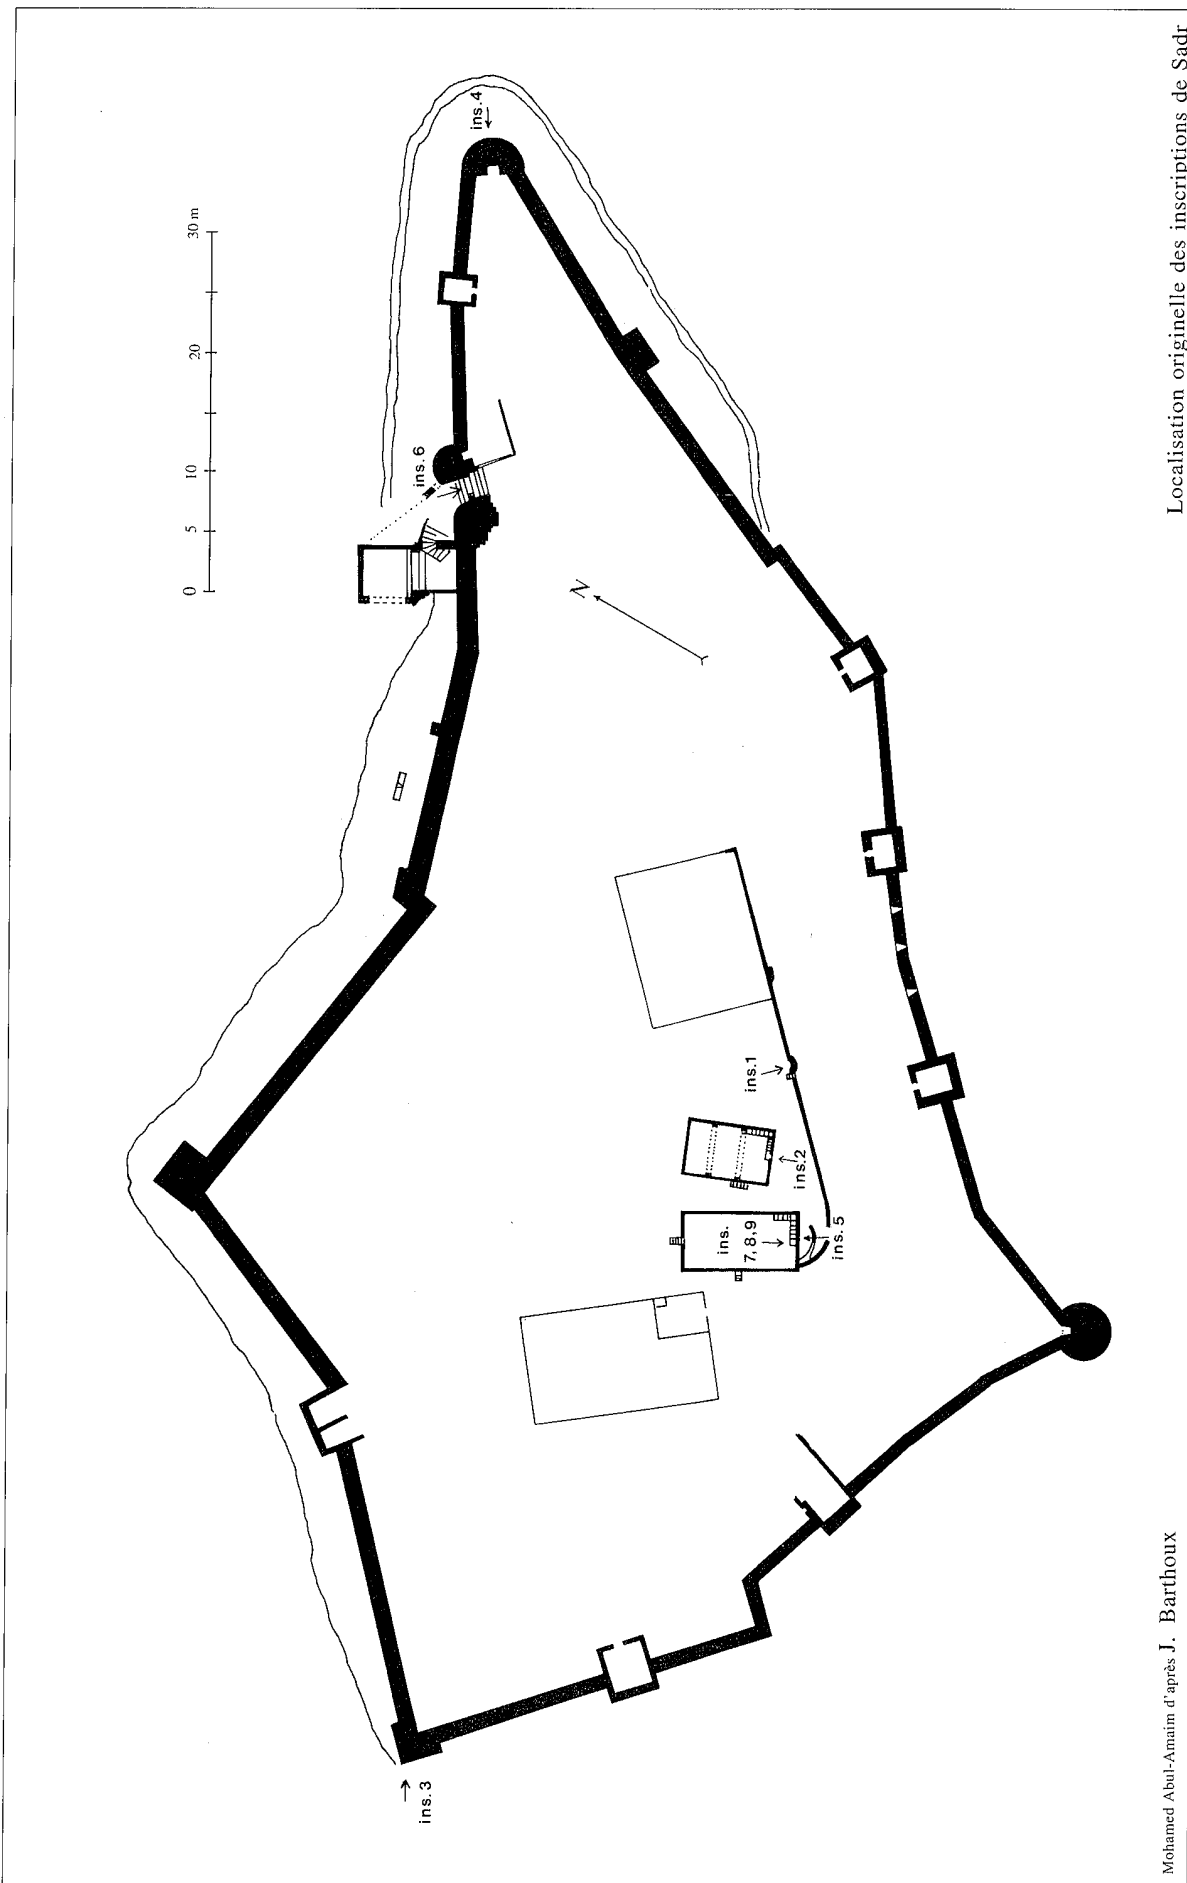 ins.4
30 m
20
10
5
0
ins.6
N
ins.1
ins.2
ins.
7,8,9
ins.5
ins.3
Localisation originelle des inscriptions de Sadr
Mohamed Abul-Amaim d'après J. Barthoux